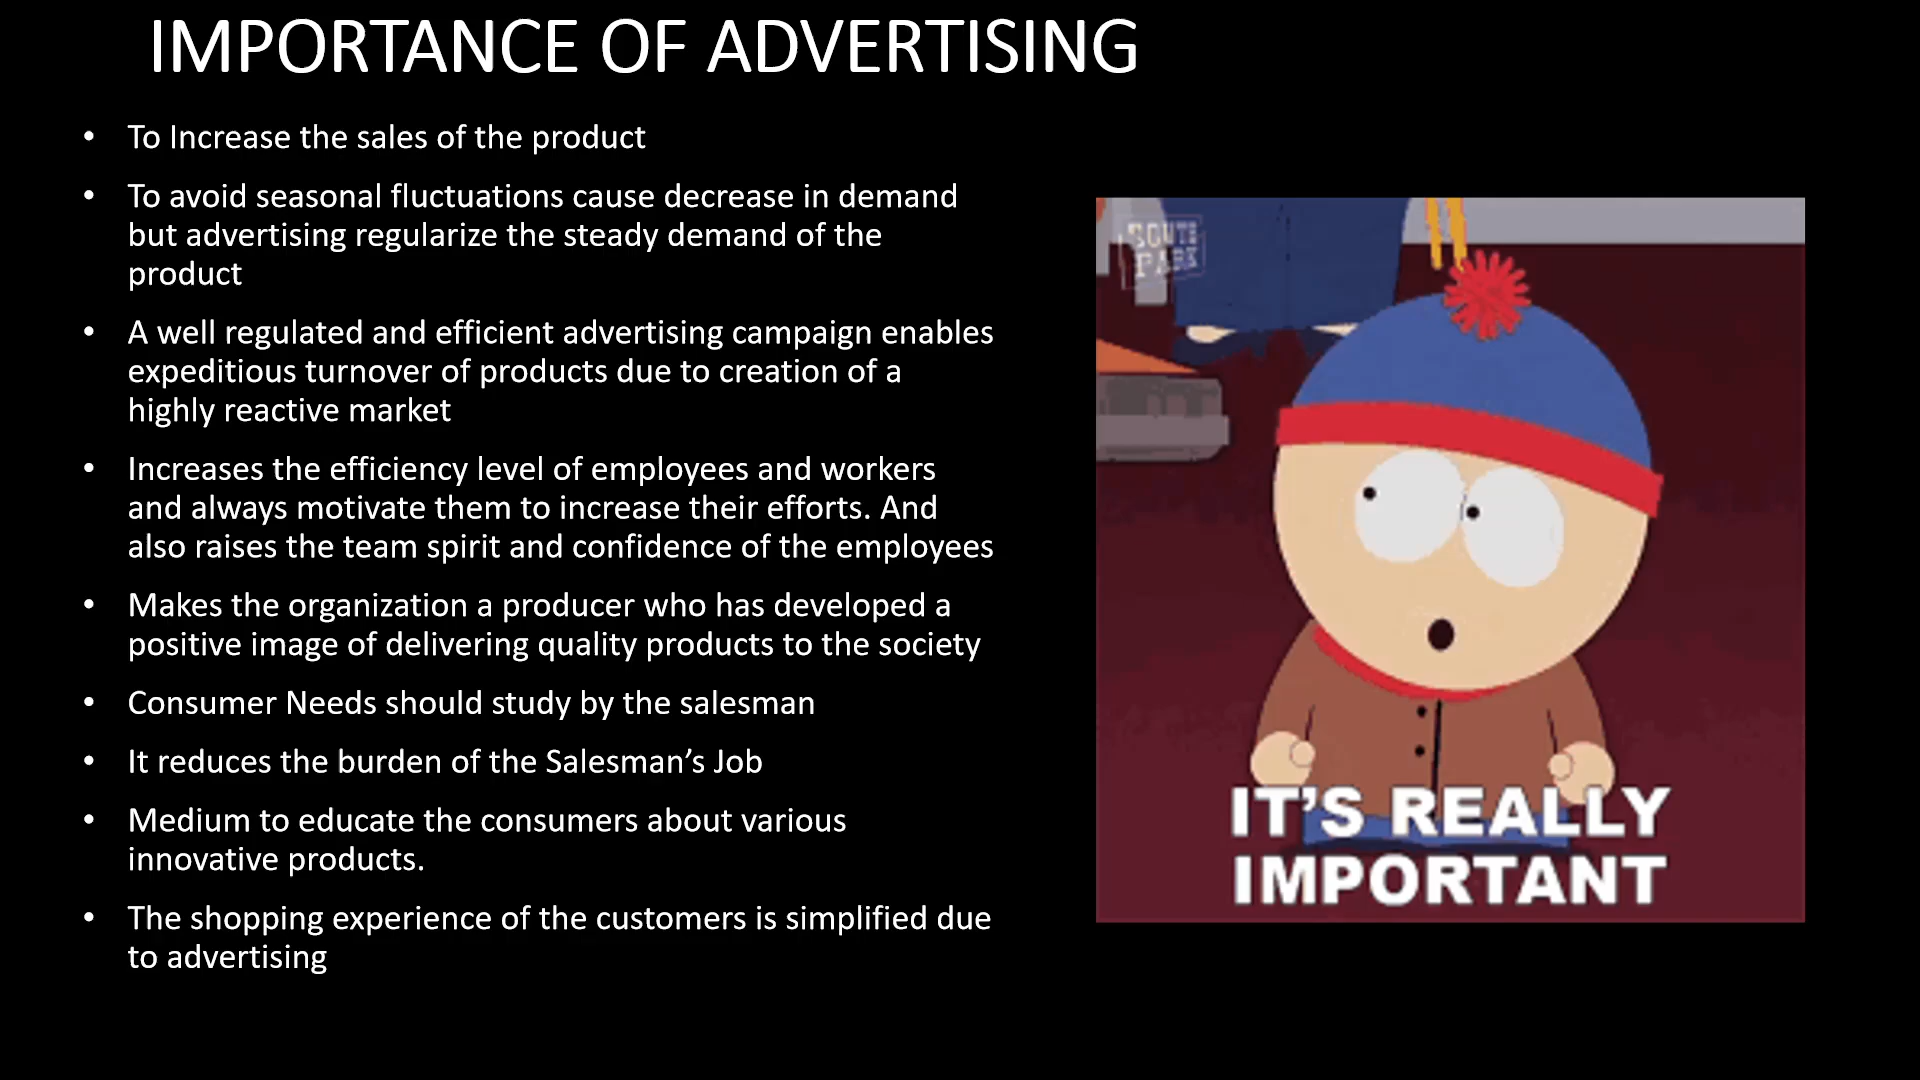 IMPORTANCE OF ADVERTISING
• To Increase the sales of the product
• To avoid seasonal fluctuations cause decrease in demand
but advertising regularize the steady demand of the
product
• A well regulated and efficient advertising campaign enables
expeditious turnover of products due to creation of a
highly reactive market
• Increases the efficiency level of employees and workers
and always motivate them to increase their efforts. And
also raises the team spirit and confidence of the employees
• Makes the organization a producer who has developed a
positive image of delivering quality products to the society
• Consumer Needs should study by the salesman
• It reduces the burden of the Salesman’s Job
• Medium to educate the consumers about various
innovative products.
• The shopping experience of the customers is simplified due
to advertising
SOUTH
PARK
IT’S REALLY
IMPORTANT